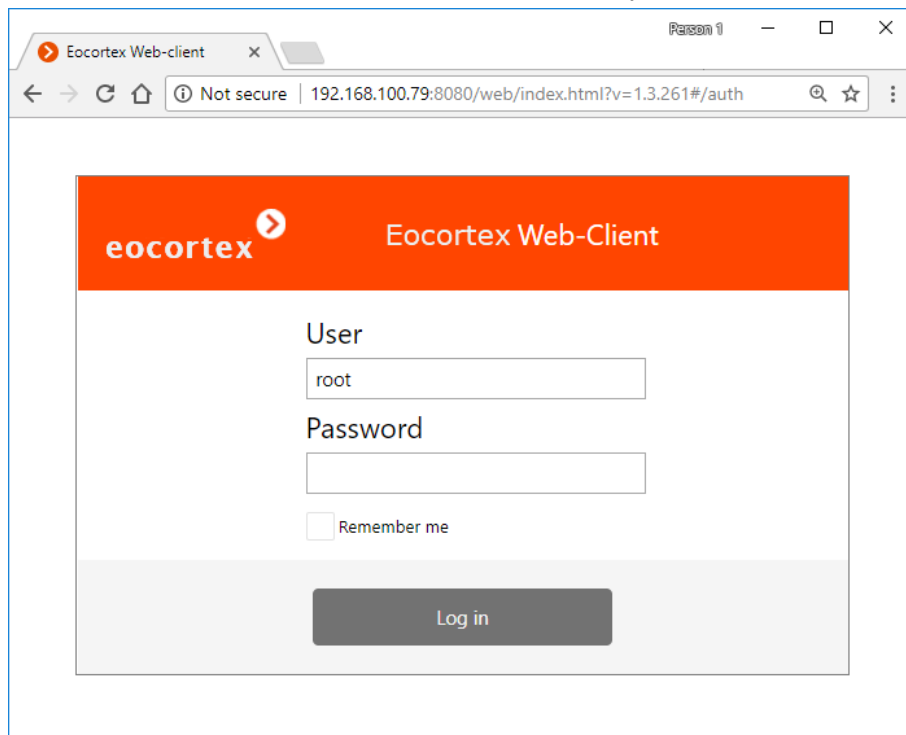 Person 1
Eocortex Web-client
Not secure | 192.168.100.79:8080/web/index.html?v=1.3.261#/auth
eocortex
Eocortex Web-Client
User
root
Password
Remember me
Log in